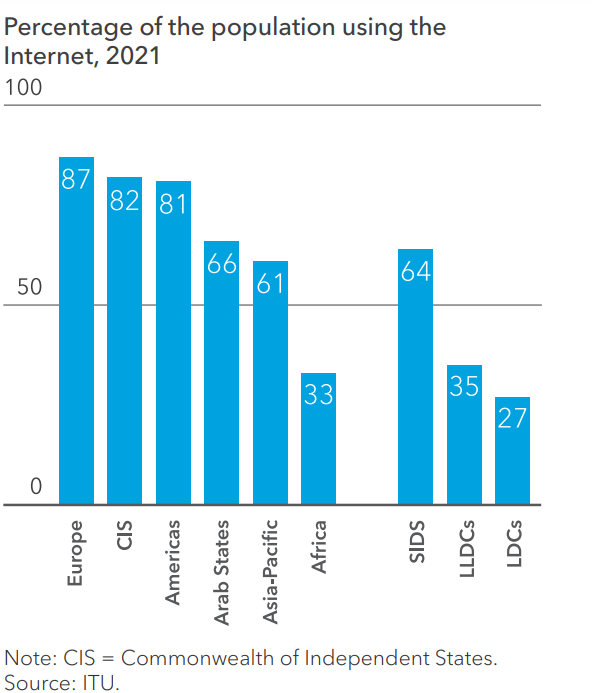 Percentage of the population using the
Internet, 2021
100
50
0
87
82
81
66
61
33
64
35
27
Europe
CIS
Americas
Arab States
Asia-Pacific
Africa
SIDS
LLDCs
LDCs
Note: CIS = Commonwealth of Independent States.
Source: ITU.